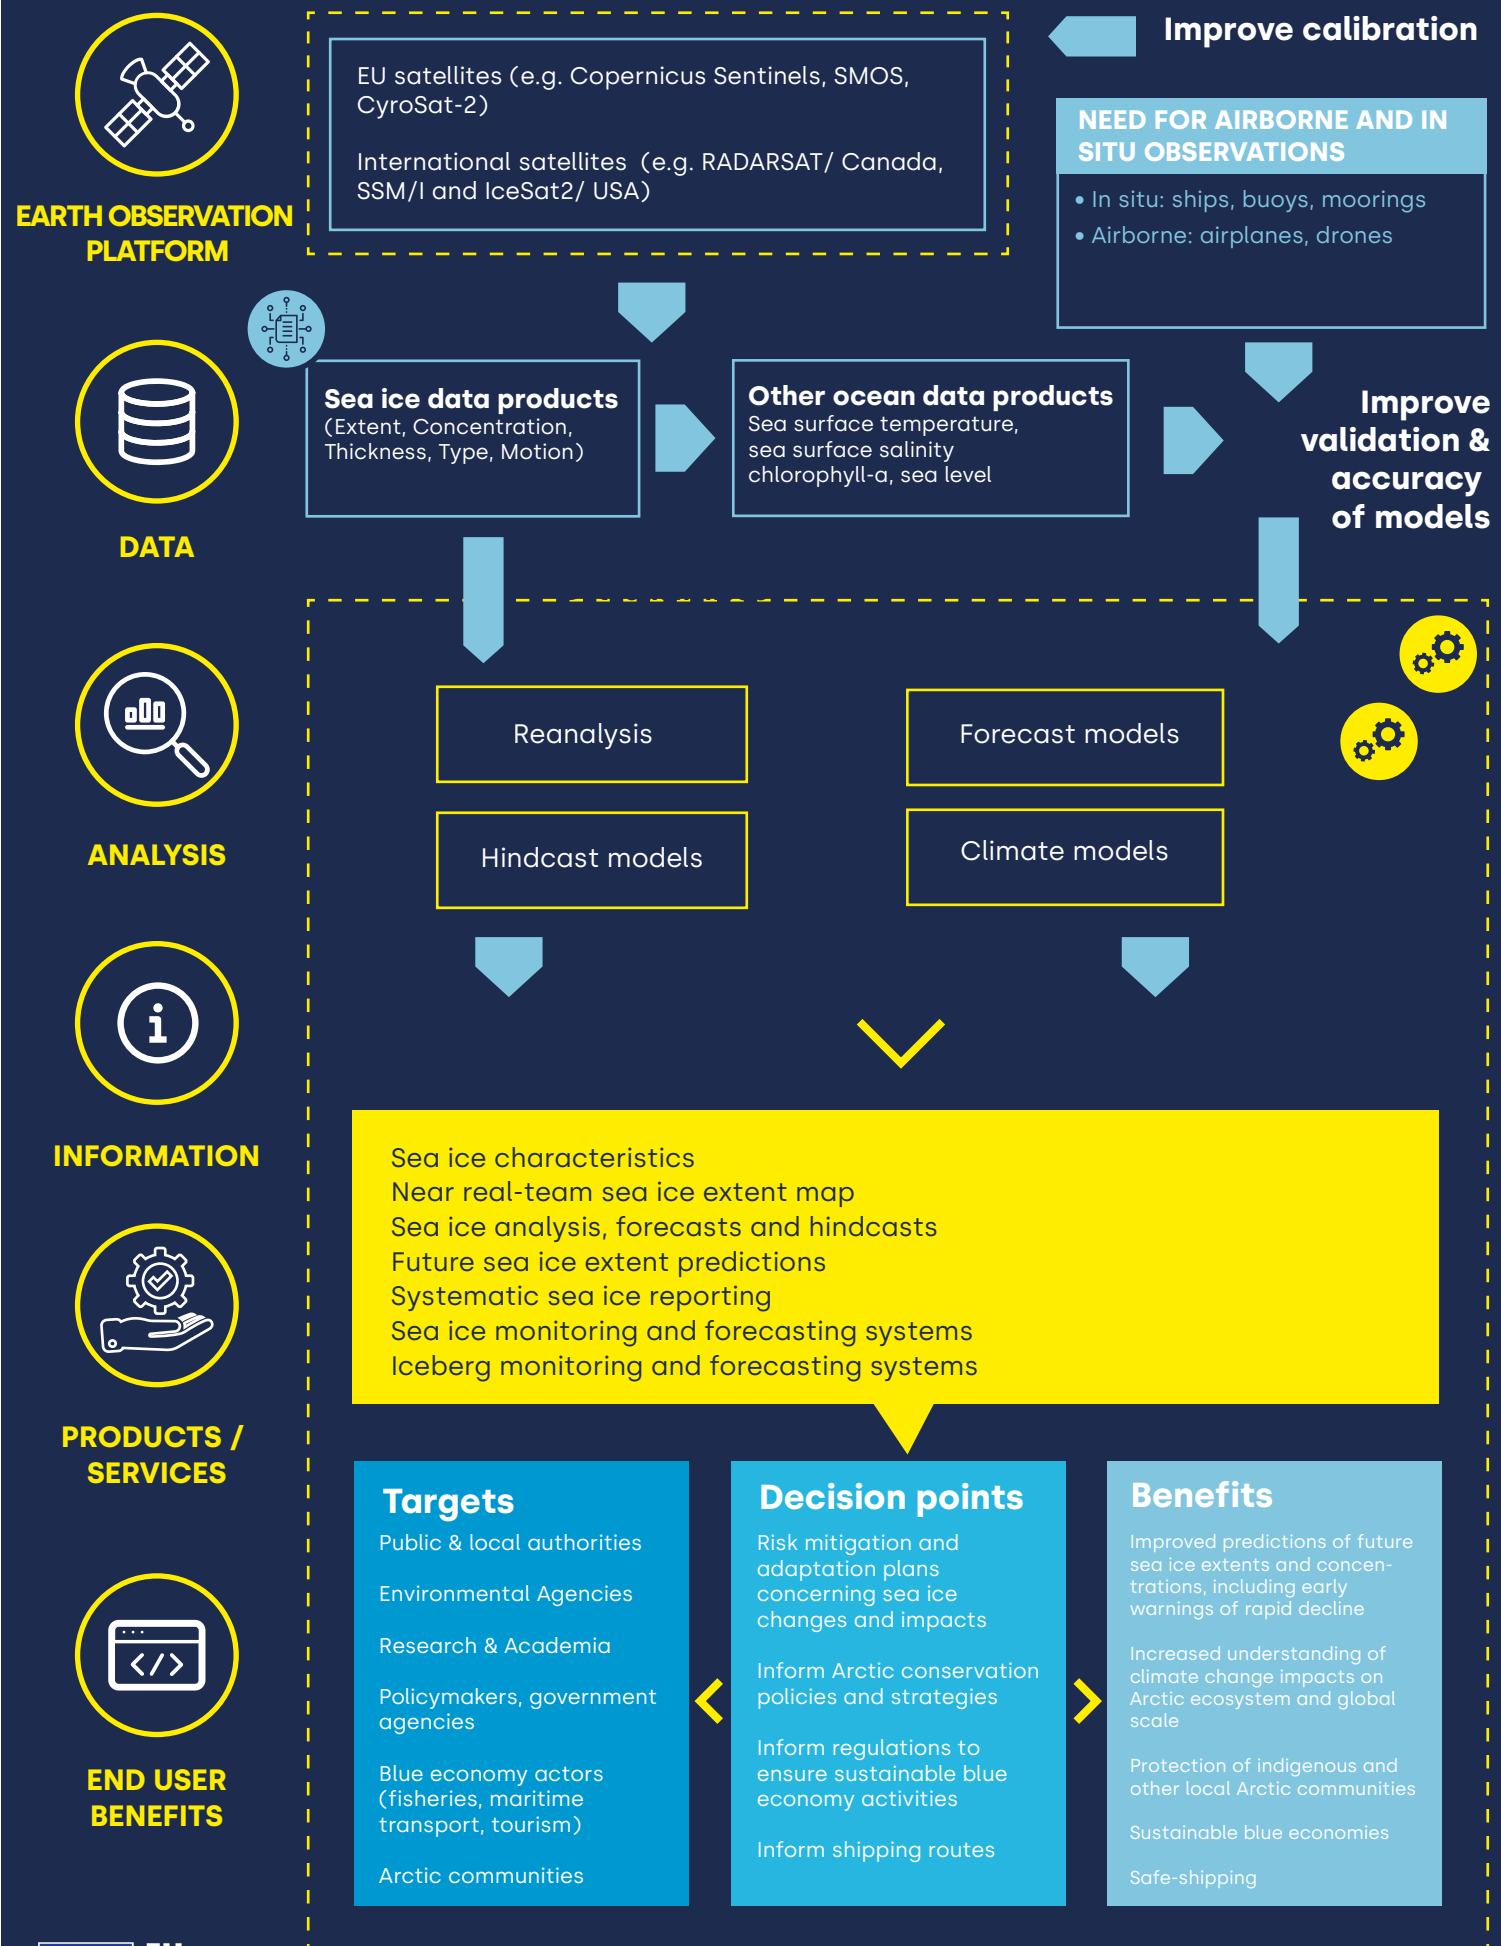 Improve calibration
EU satellites (e.g. Copernicus Sentinels, SMOS,
CyroSat-2)
International satellites (e.g. RADARSAT/ Canada,
SSM/I and IceSat2/ USA)
EARTH OBSERVATION
PLATFORM
NEED FOR AIRBORNE AND IN
SITU OBSERVATIONS
• In situ: ships, buoys, moorings
• Airborne: airplanes, drones
Sea ice data products
(Extent, Concentration,
Thickness, Type, Motion)
Other ocean data products
Sea surface temperature,
sea surface salinity
chlorophyll-a, sea level
Improve
validation &
accuracy
of models
DATA
Reanalysis
Forecast models
Hindcast models
Climate models
ANALYSIS
INFORMATION
Sea ice characteristics
Near real-team sea ice extent map
Sea ice analysis, forecasts and hindcasts
Future sea ice extent predictions
Systematic sea ice reporting
Sea ice monitoring and forecasting systems
Iceberg monitoring and forecasting systems
PRODUCTS /
SERVICES
Targets
Public & local authorities
Environmental Agencies
Research & Academia
Policymakers, government
agencies
Blue economy actors
(fisheries, maritime
transport, tourism)
Arctic communities
Decision points
Risk mitigation and
adaptation plans
concerning sea ice
changes and impacts
Inform Arctic conservation
policies and strategies
Inform regulations to
ensure sustainable blue
economy activities
Inform shipping routes
Benefits
Improved predictions of future
sea ice extents and concen-
trations, including early
warnings of rapid decline
Increased understanding of
climate change impacts on
Arctic ecosystem and global
scale
Protection of indigenous and
other local Arctic communities
Sustainable blue economies
Safe-shipping
END USER
BENEFITS